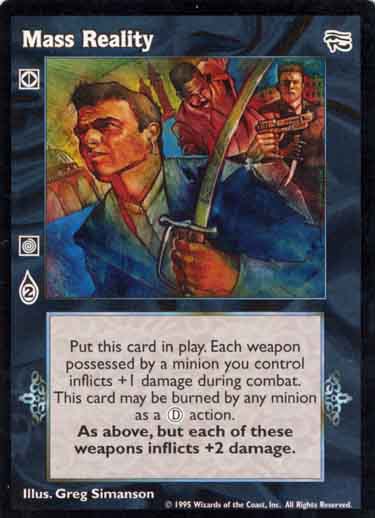 Mass Reality
2
Put this card in play. Each weapon
possessed by a minion you control
inflicts +1 damage during combat.
This card may be burned by any minion
as a Ⓓ action.
As above, but each of these
weapons inflicts +2 damage.
Illus. Greg Simanson
© 1995 Wizards of the Coast, Inc. All Rights Reserved.